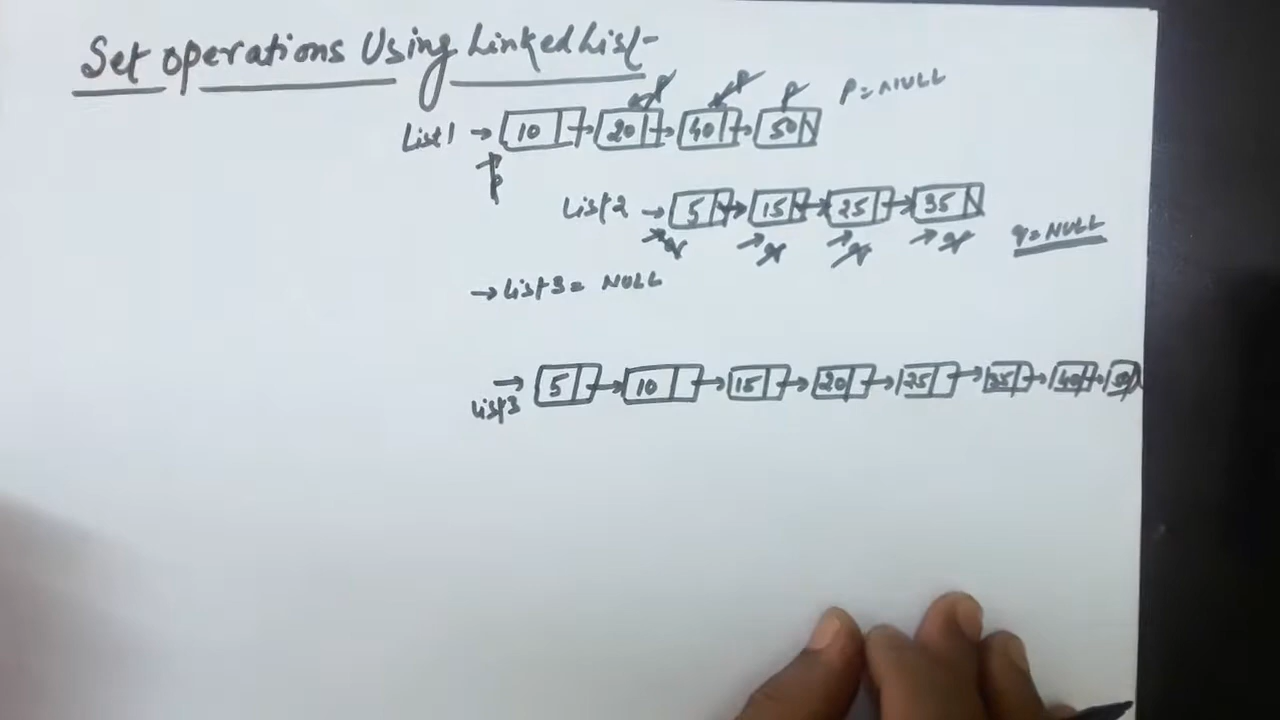 Set operations Using Linked List
p p p P = NULL
List1 → 10 → 20 → 40 → 50
p
List2 → 5 → 15 → 25 → 35
q q q q q = NULL
→ List3 = NULL
List3 → 5 → 10 → 15 → 20 → 25 → 35 → 40 → 50